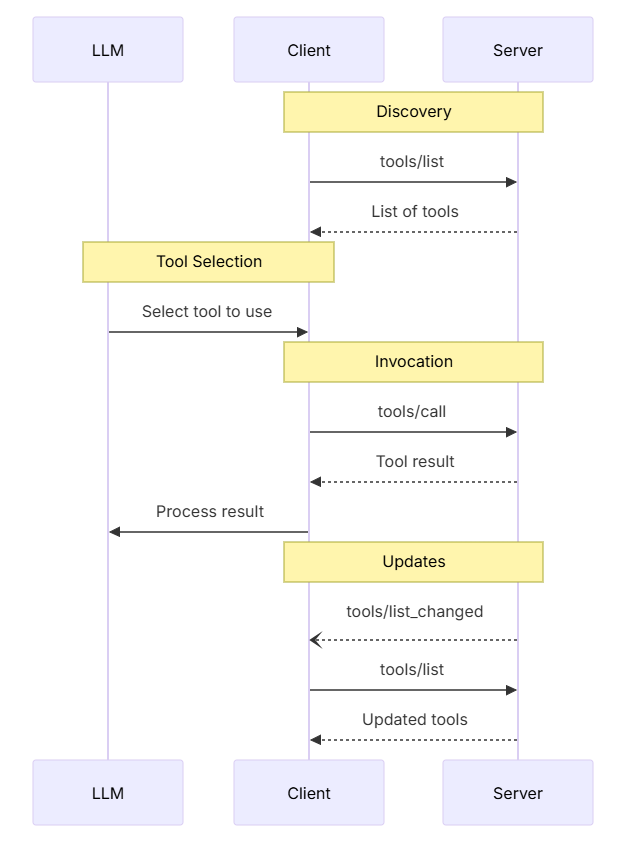 LLM
Client
Server
Discovery
tools/list
List of tools
Tool Selection
Select tool to use
Invocation
tools/call
Tool result
Process result
Updates
tools/list_changed
tools/list
Updated tools
LLM
Client
Server